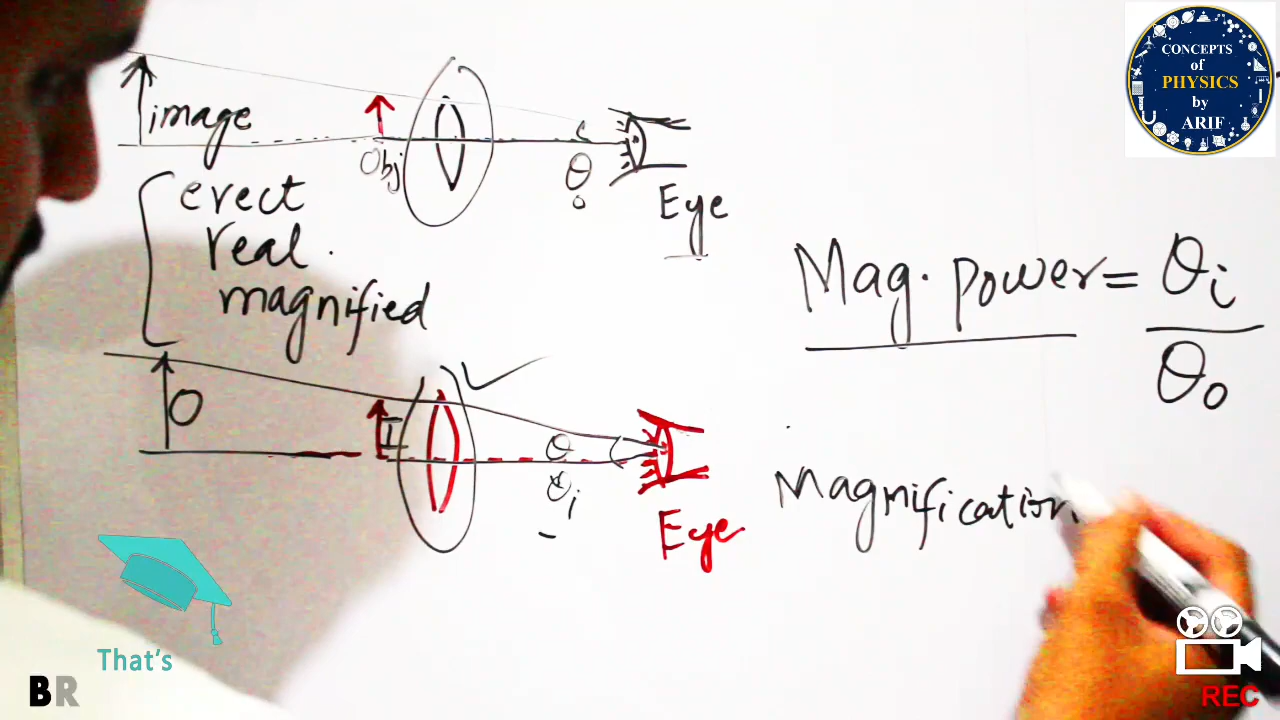 CONCEPTS
of
PHYSICS
by
ARIF
image
Obj
θo
Eye
erect
real.
magnified
Mag. power = θi
θo
O
I
θ
θi
Eye
Magnification
That's
BR
REC